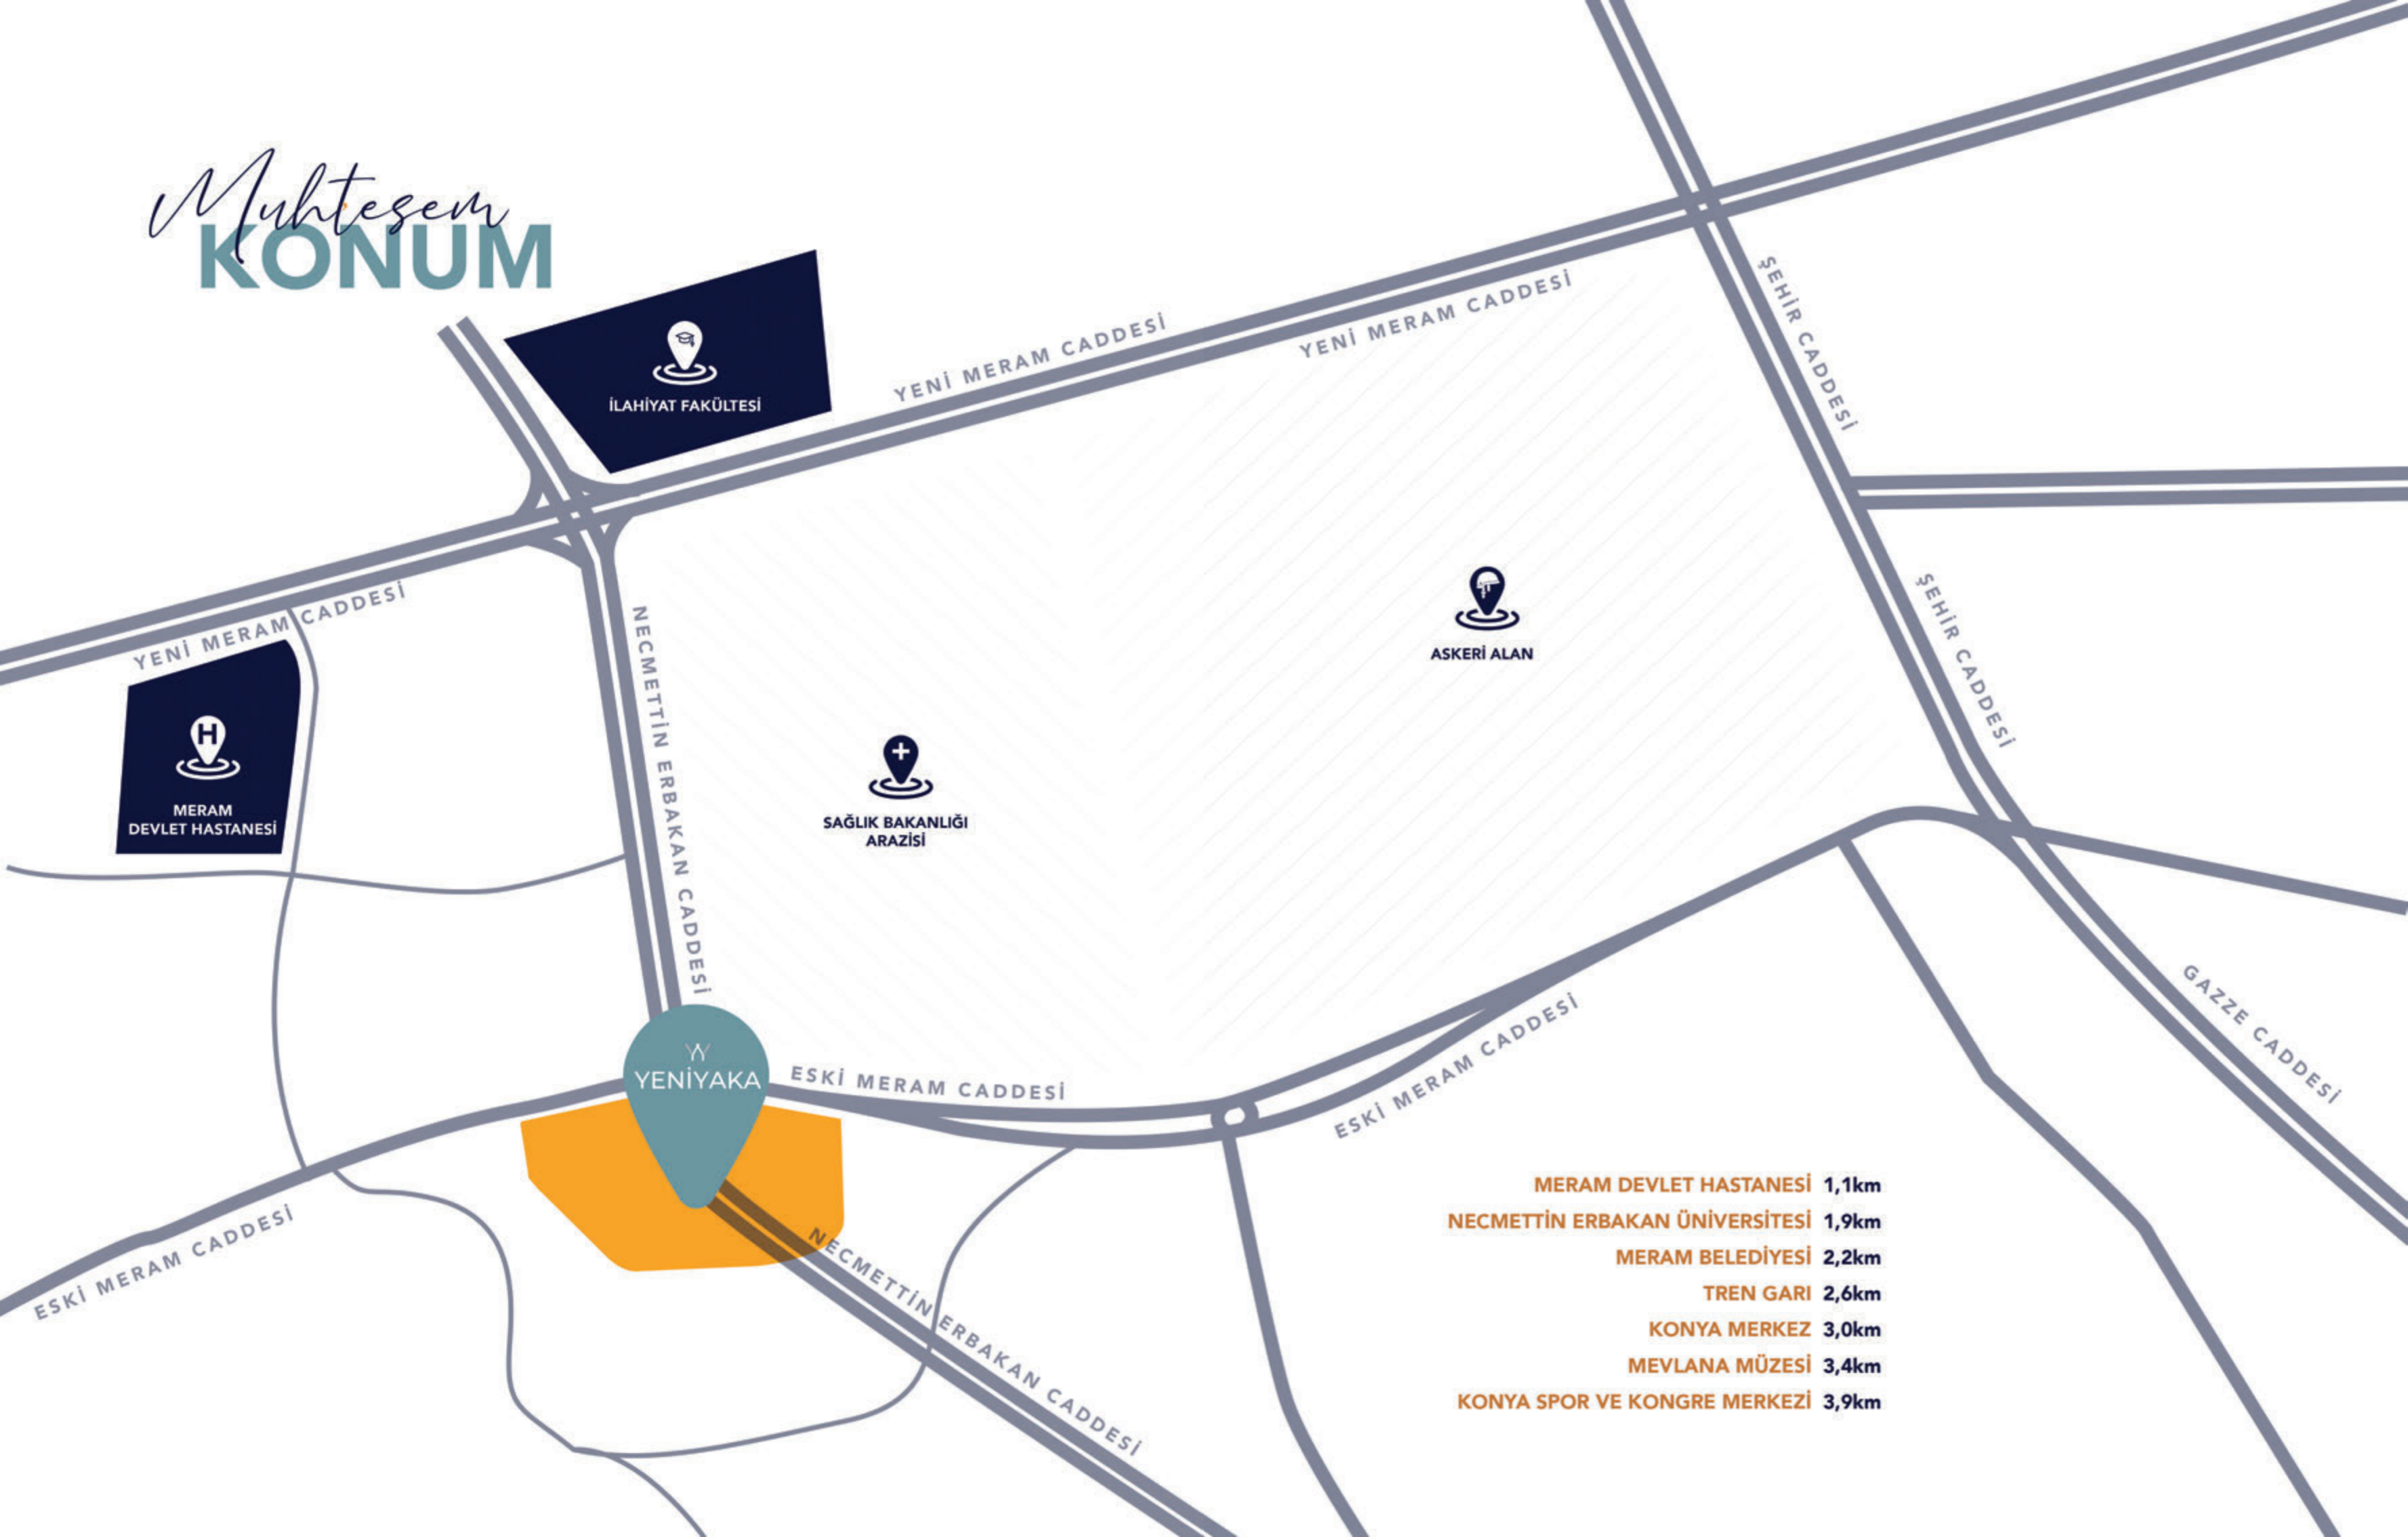 Muhteşem
KONUM
İLAHİYAT FAKÜLTESİ
YENİ MERAM CADDESİ
YENİ MERAM CADDESİ
ŞEHİR CADDESİ
YENİ MERAM CADDESİ
NECMETTİN ERBAKAN CADDESİ
ŞEHİR CADDESİ
ASKERİ ALAN
H
MERAM
DEVLET HASTANESİ
SAĞLIK BAKANLIĞI
ARAZİSİ
YENİYAKA
ESKİ MERAM CADDESİ
ESKİ MERAM CADDESİ
GAZZE CADDESİ
ESKİ MERAM CADDESİ
NECMETTİN ERBAKAN CADDESİ
MERAM DEVLET HASTANESİ 1,1km
NECMETTİN ERBAKAN ÜNİVERSİTESİ 1,9km
MERAM BELEDİYESİ 2,2km
TREN GARI 2,6km
KONYA MERKEZ 3,0km
MEVLANA MÜZESİ 3,4km
KONYA SPOR VE KONGRE MERKEZİ 3,9km